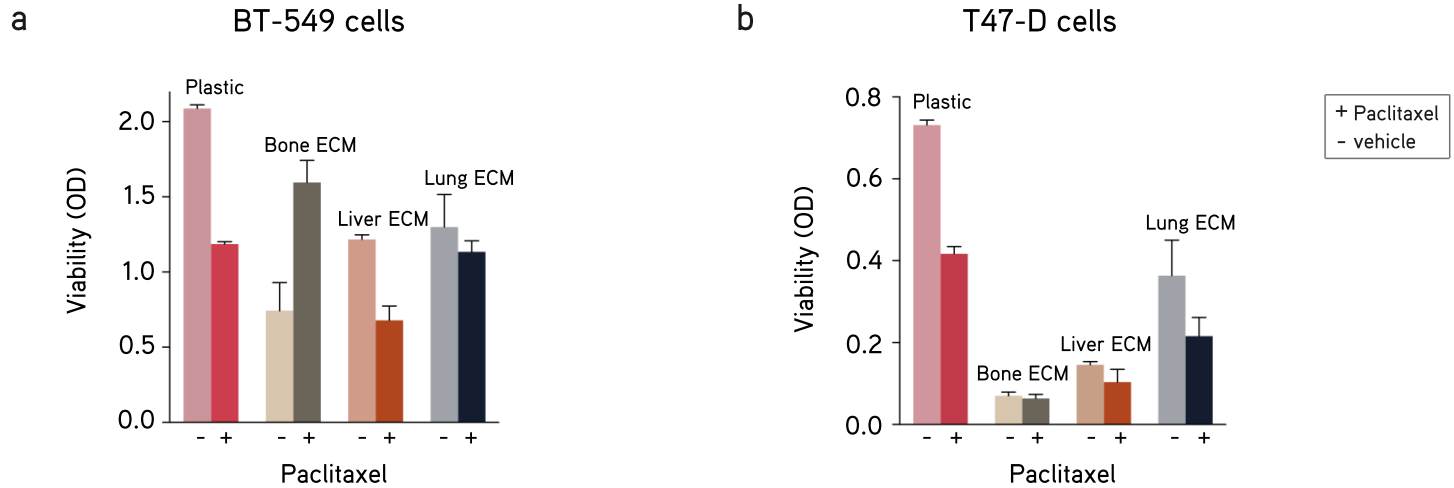 a
BT-549 cells
Viability (OD)
2.0
1.5
1.0
0.5
0.0
Plastic
Bone ECM
Liver ECM
Lung ECM
- + - + - + - +
Paclitaxel
b
T47-D cells
Viability (OD)
0.8
0.6
0.4
0.2
0.0
Plastic
Bone ECM
Liver ECM
Lung ECM
- + - + - + - +
Paclitaxel
+ Paclitaxel
- vehicle